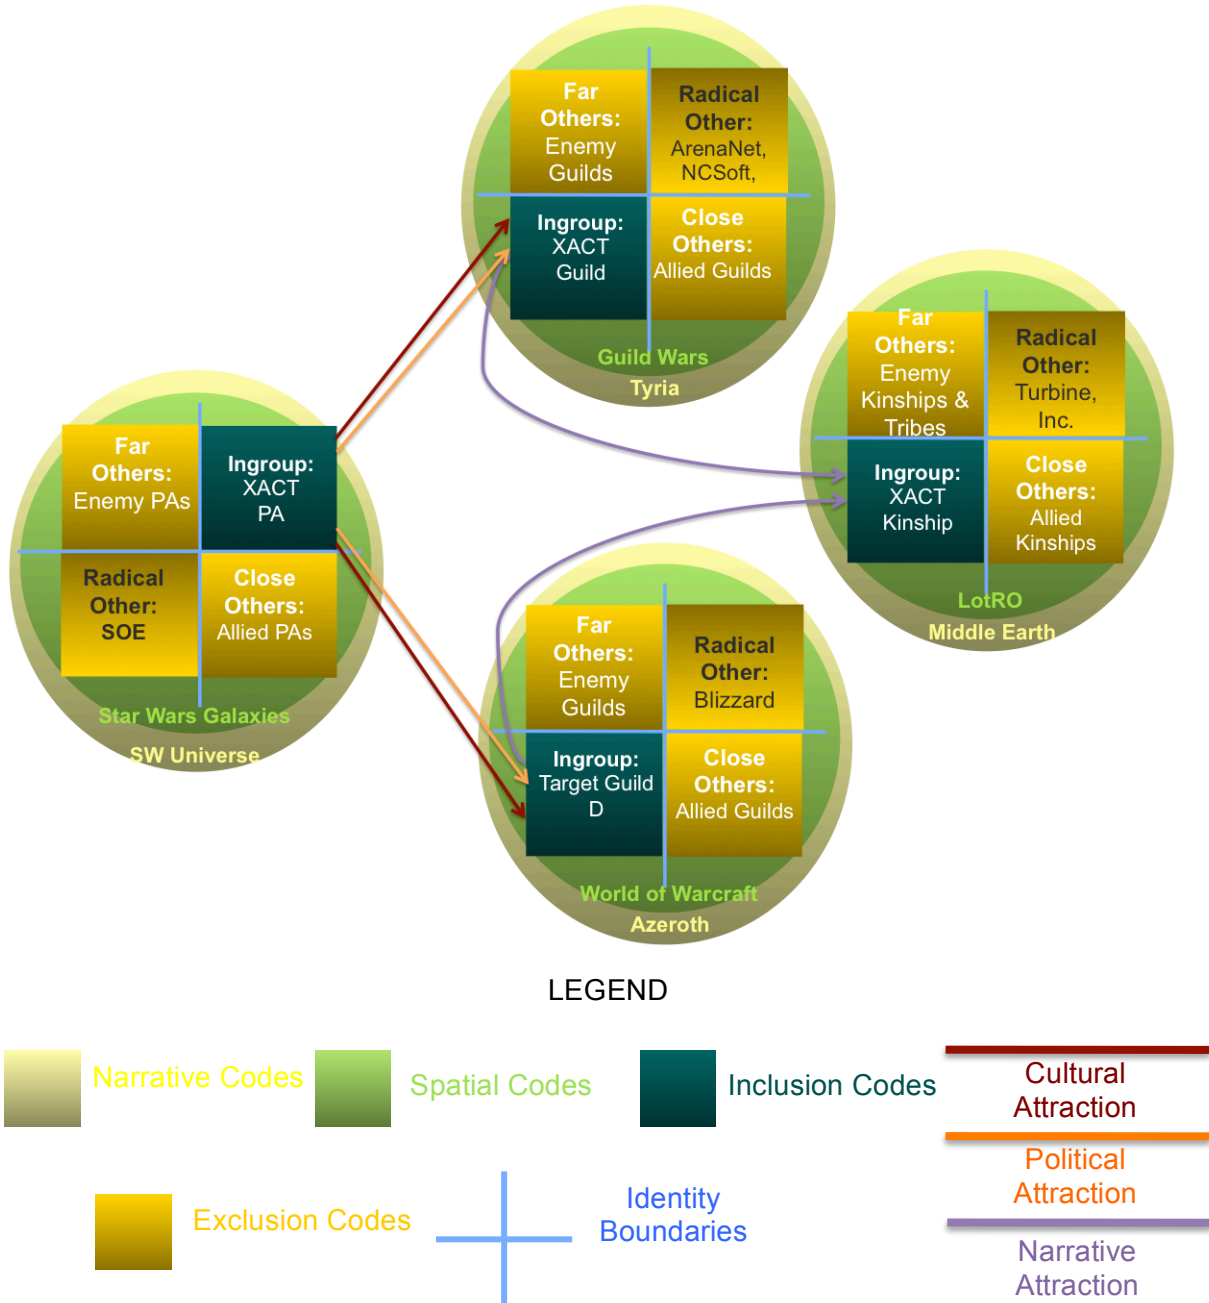 Far
Others:
Enemy
Guilds
Radical
Other:
ArenaNet,
NCSoft,
Ingroup:
XACT
Guild
Close
Others:
Allied Guilds
Guild Wars
Tyria
Far
Others:
Enemy
Kinships &
Tribes
Radical
Other:
Turbine,
Inc.
Ingroup:
XACT
Kinship
Close
Others:
Allied
Kinships
LotRO
Middle Earth
Far
Others:
Enemy PAs
Ingroup:
XACT
PA
Radical
Other:
SOE
Close
Others:
Allied PAs
Star Wars Galaxies
SW Universe
Far
Others:
Enemy
Guilds
Radical
Other:
Blizzard
Ingroup:
Target Guild
D
Close
Others:
Allied Guilds
World of Warcraft
Azeroth
LEGEND
Narrative Codes
Spatial Codes
Inclusion Codes
Cultural
Attraction
Political
Attraction
Exclusion Codes
Identity
Boundaries
Narrative
Attraction